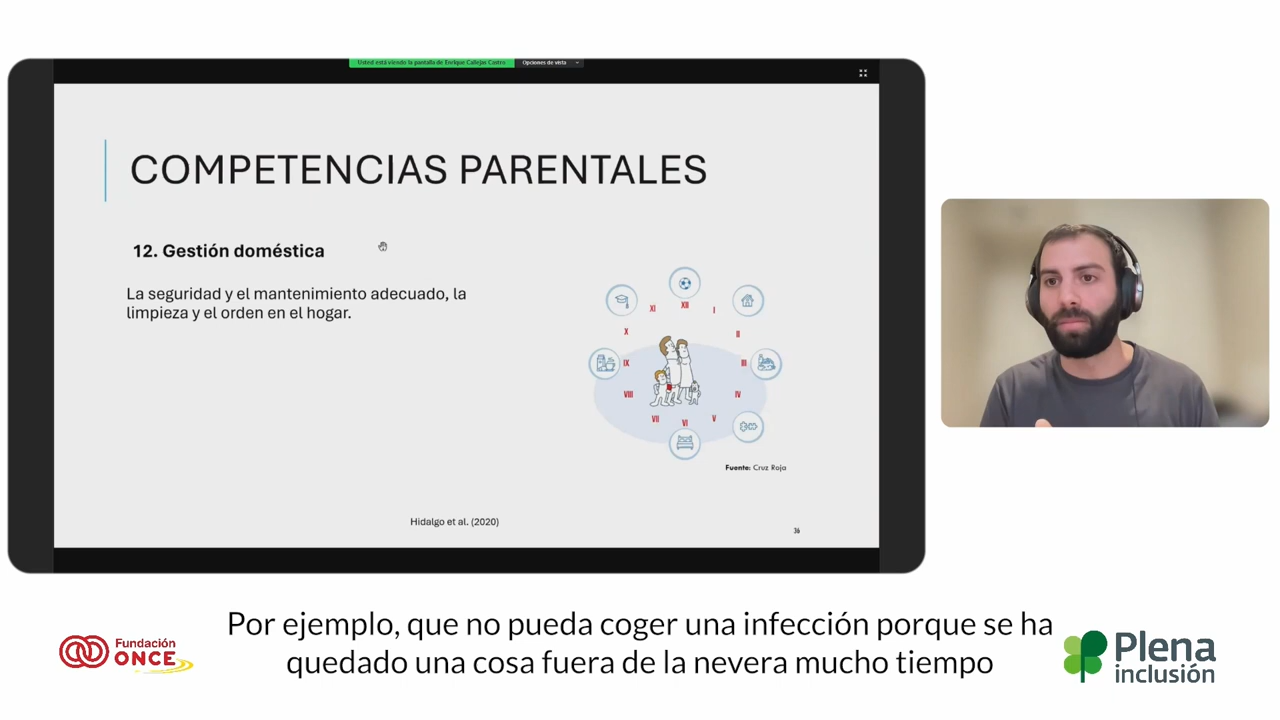 Usted está viendo la pantalla de Enrique Callejas Castro
Opciones de vista
COMPETENCIAS PARENTALES
12. Gestión doméstica
La seguridad y el mantenimiento adecuado, la
limpieza y el orden en el hogar.
XII
XI
I
X
II
IX
III
VIII
IV
VII
V
VI
Fuente: Cruz Roja
Hidalgo et al. (2020)
36
Por ejemplo, que no pueda coger una infección porque se ha
quedado una cosa fuera de la nevera mucho tiempo
Fundación
ONCE
Plena
inclusión